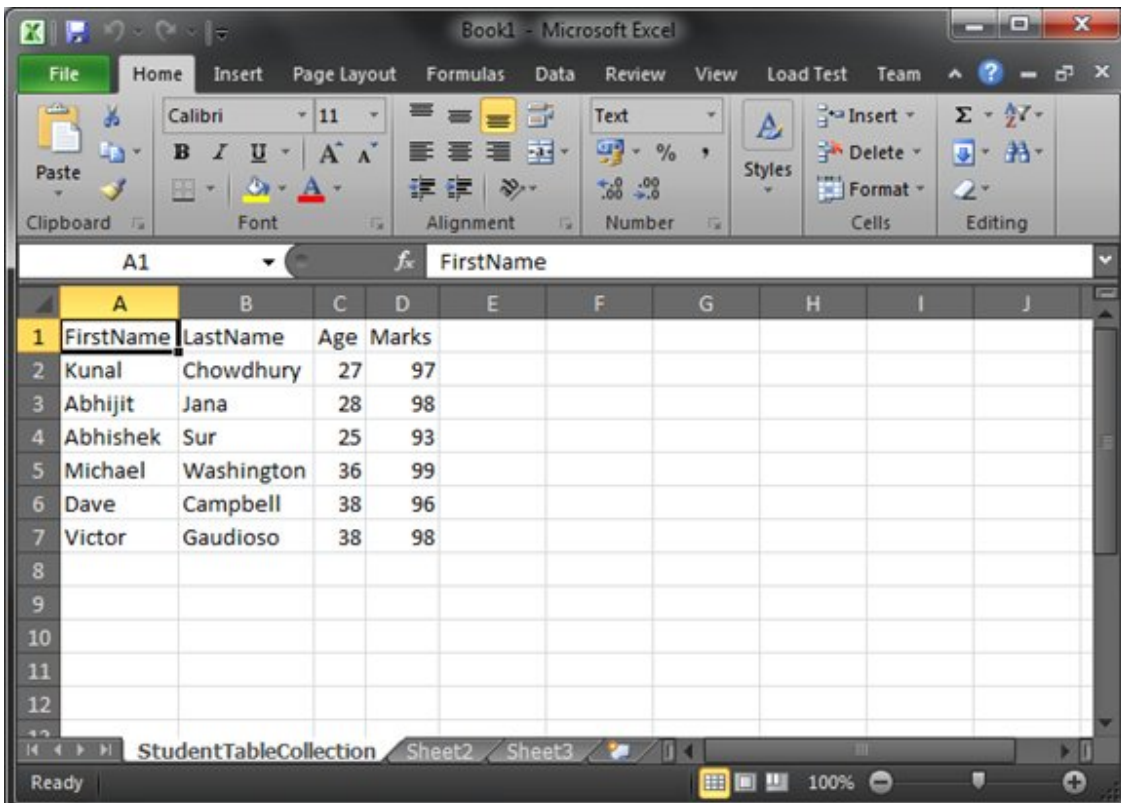 Book1 - Microsoft Excel
File Home Insert Page Layout Formulas Data Review View Load Test Team
Calibri 11 Text Insert
Paste B I U A A % , Styles Delete
A .00 .00 Format
Clipboard Font Alignment Number Cells Editing
A1 fx FirstName
A B C D E F G H I J
1 FirstName LastName Age Marks
2 Kunal Chowdhury 27 97
3 Abhijit Jana 28 98
4 Abhishek Sur 25 93
5 Michael Washington 36 99
6 Dave Campbell 38 96
7 Victor Gaudioso 38 98
8
9
10
11
12
StudentTableCollection Sheet2 Sheet3
Ready 100%